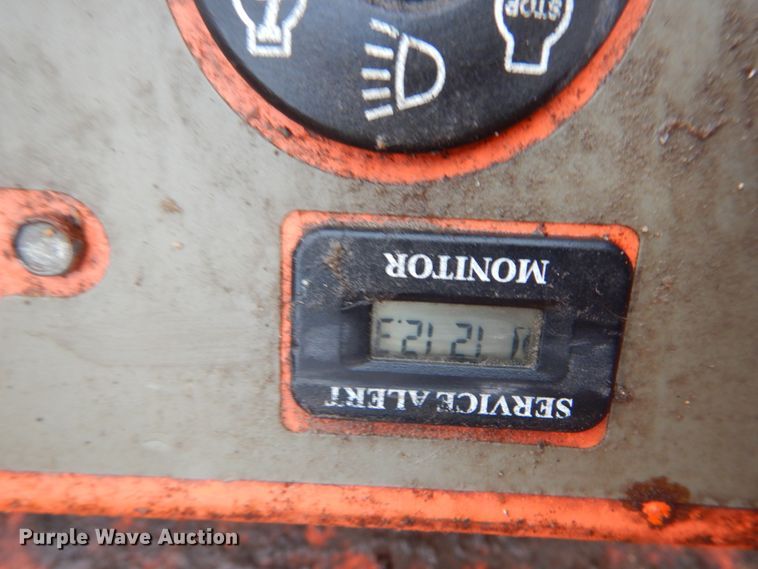 STOP
SERVICE ALERT
MONITOR
Purple Wave Auction